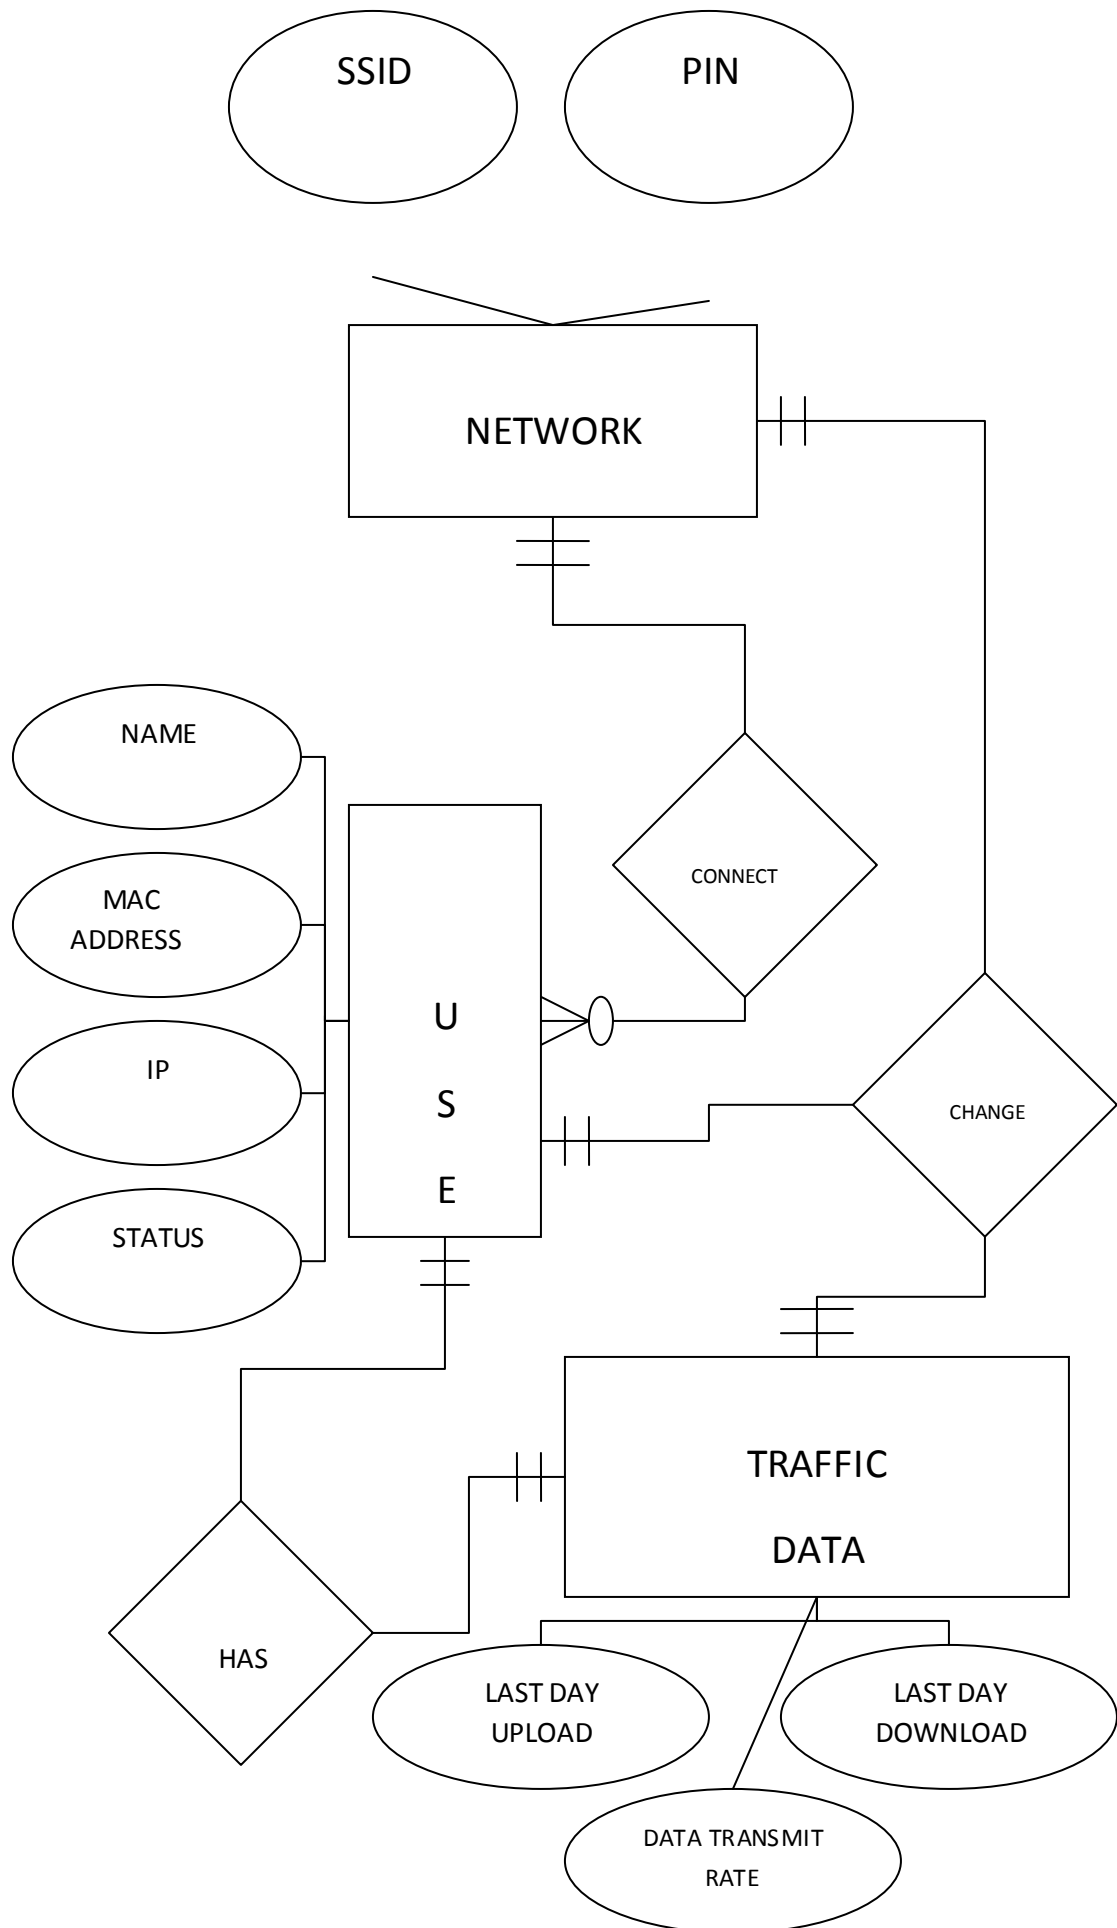 SSID
PIN
NETWORK
NAME
CONNECT
MAC
ADDRESS
U
S
E
IP
CHANGE
STATUS
TRAFFIC
DATA
HAS
LAST DAY
UPLOAD
LAST DAY
DOWNLOAD
DATA TRANSMIT
RATE